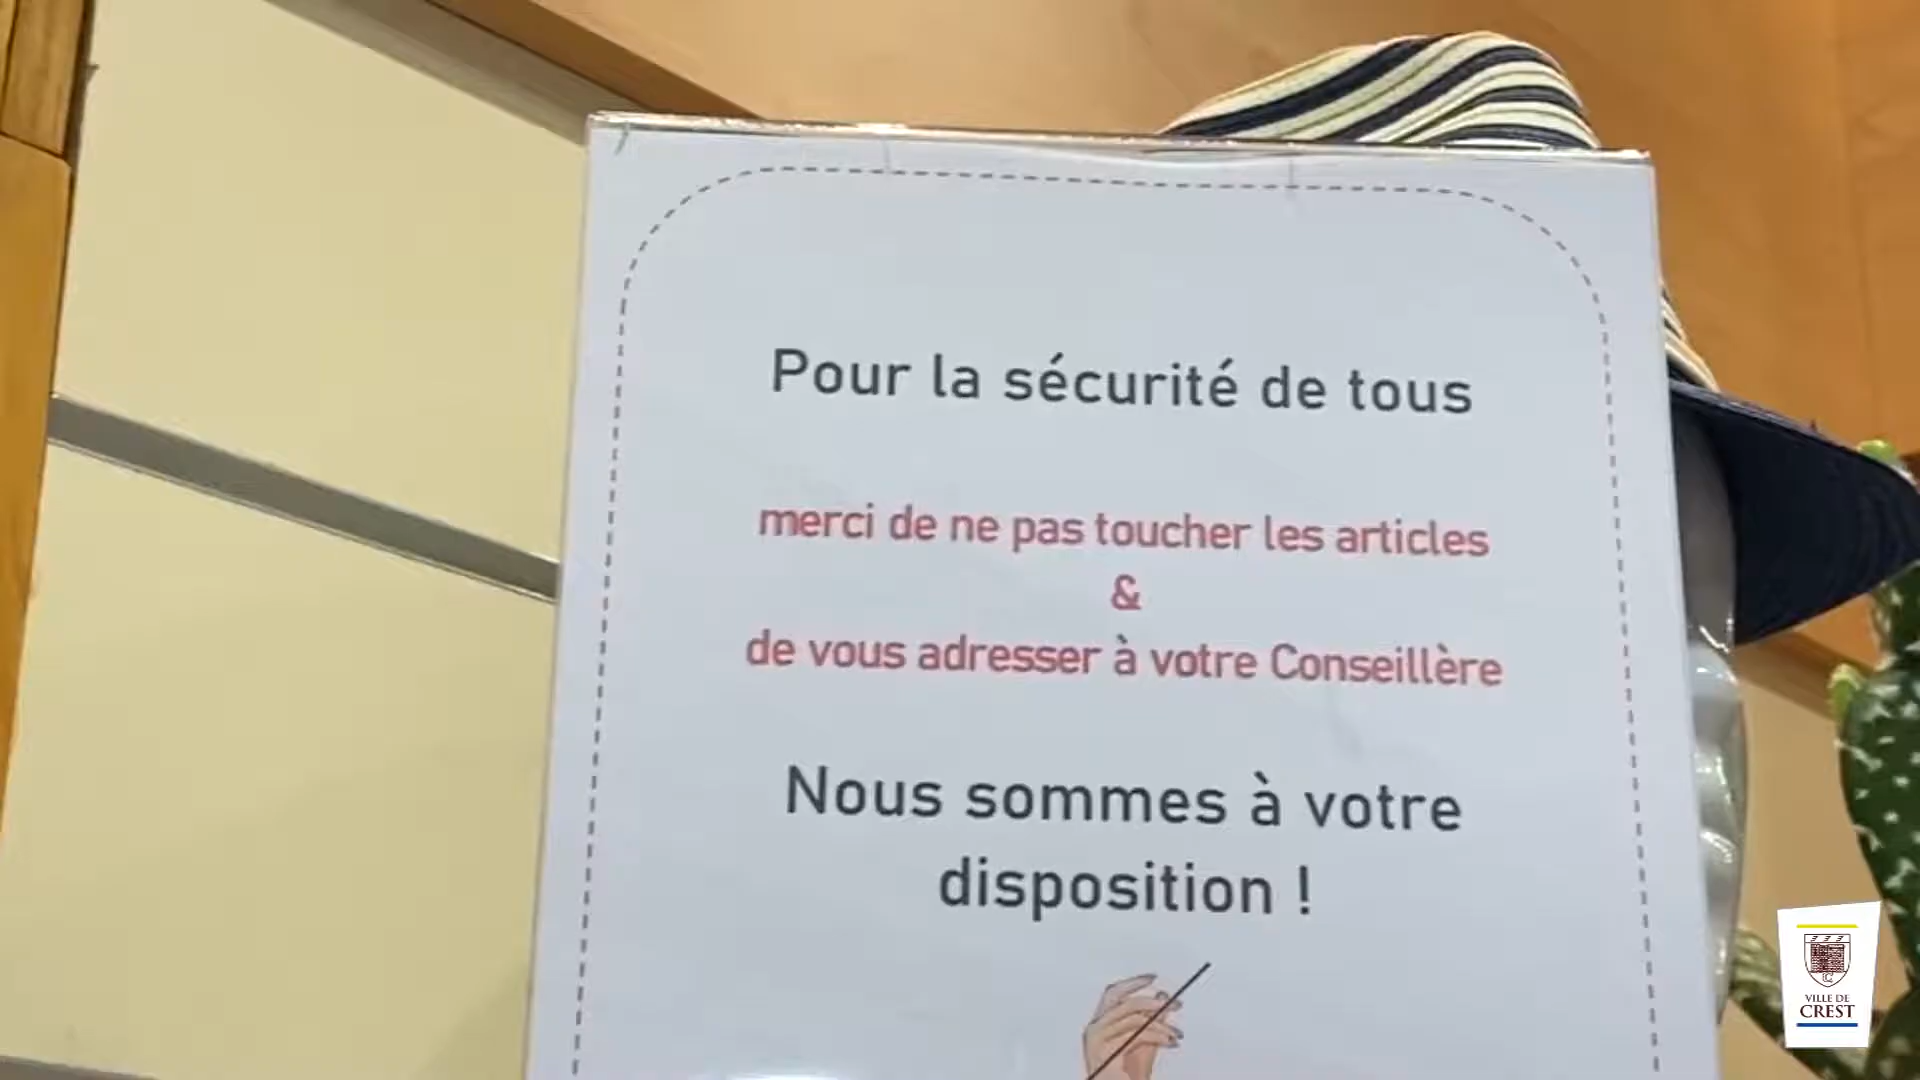 Pour la sécurité de tous
merci de ne pas toucher les articles
&
de vous adresser à votre Conseillère
Nous sommes à votre
disposition !
VILLE DE
CREST